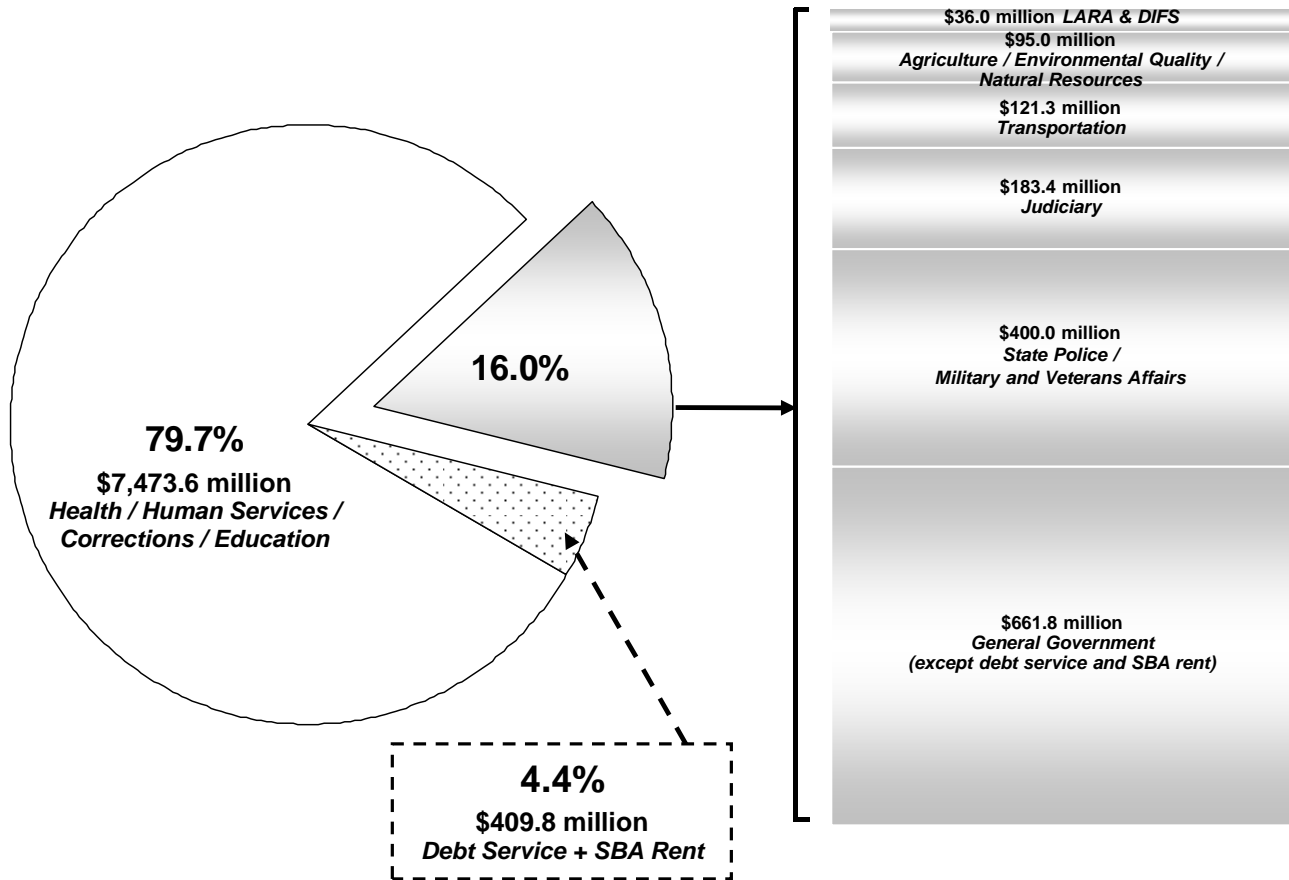 79.7%
$7,473.6 million
Health / Human Services /
Corrections / Education
16.0%
4.4%
$409.8 million
Debt Service + SBA Rent
$36.0 million LARA & DIFS
$95.0 million
Agriculture / Environmental Quality /
Natural Resources
$121.3 million
Transportation
$183.4 million
Judiciary
$400.0 million
State Police /
Military and Veterans Affairs
$661.8 million
General Government
(except debt service and SBA rent)